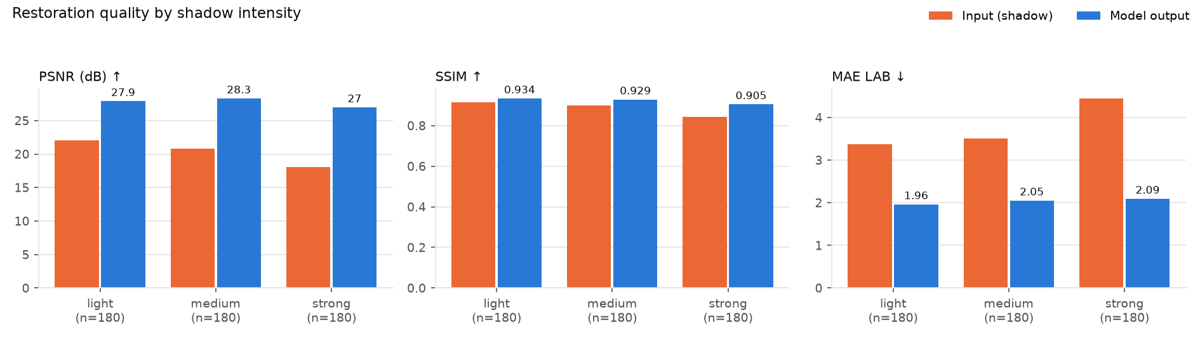 Restoration quality by shadow intensity
Input (shadow)
Model output
PSNR (dB) ↑
25
20
15
10
5
0
27.9
28.3
27
light
(n=180)
medium
(n=180)
strong
(n=180)
SSIM ↑
0.8
0.6
0.4
0.2
0.0
0.934
0.929
0.905
light
(n=180)
medium
(n=180)
strong
(n=180)
MAE LAB ↓
4
3
2
1
0
1.96
2.05
2.09
light
(n=180)
medium
(n=180)
strong
(n=180)